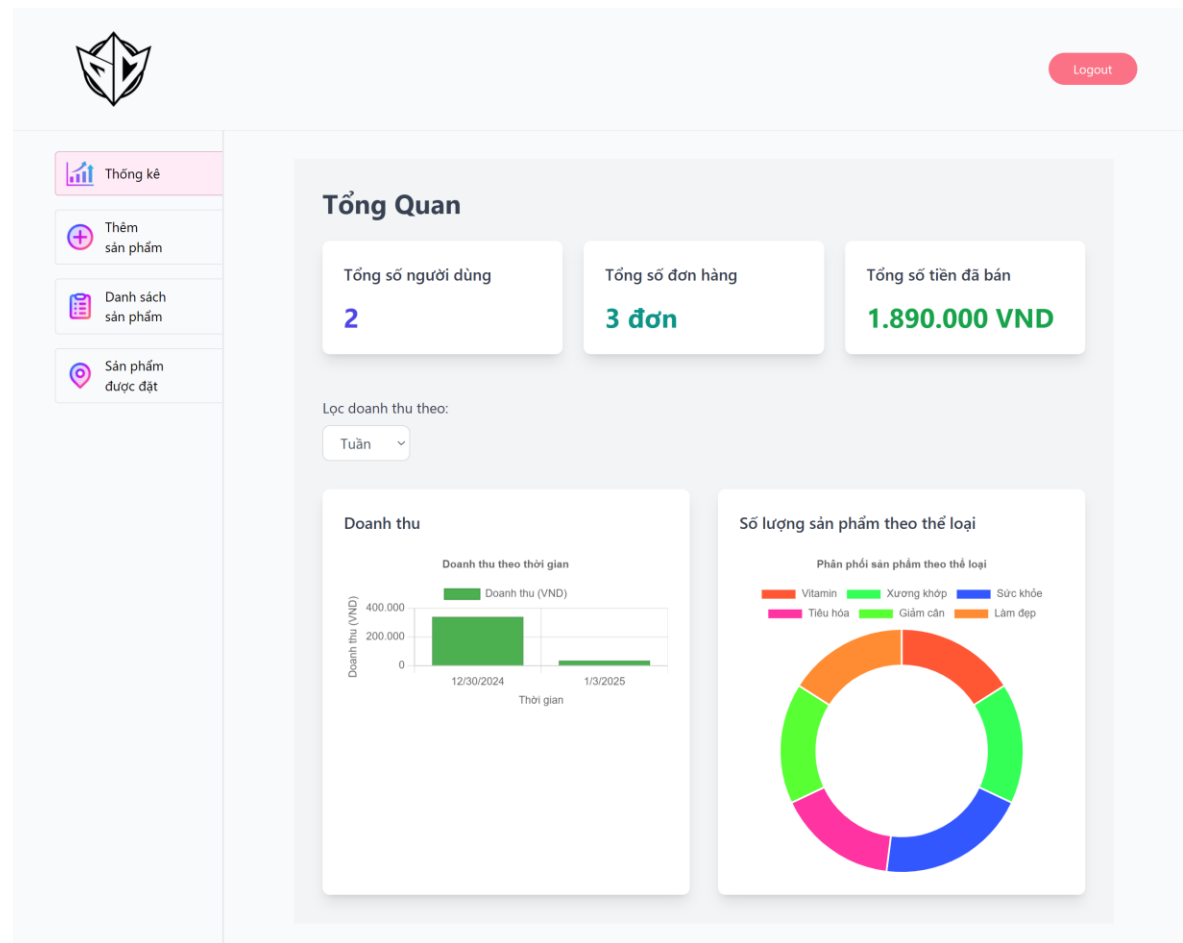 Logout
Thống kê
Thêm
sản phẩm
Danh sách
sản phẩm
Sản phẩm
được đặt
Tổng Quan
Tổng số người dùng
2
Tổng số đơn hàng
3 đơn
Tổng số tiền đã bán
1.890.000 VND
Lọc doanh thu theo:
Tuần
Doanh thu
Doanh thu theo thời gian
Doanh thu (VND)
Doanh thu (VND)
400.000
200.000
0
12/30/2024
1/3/2025
Thời gian
Số lượng sản phẩm theo thể loại
Phân phối sản phẩm theo thể loại
Vitamin Xương khớp Sức khỏe
Tiêu hóa Giảm cân Làm đẹp